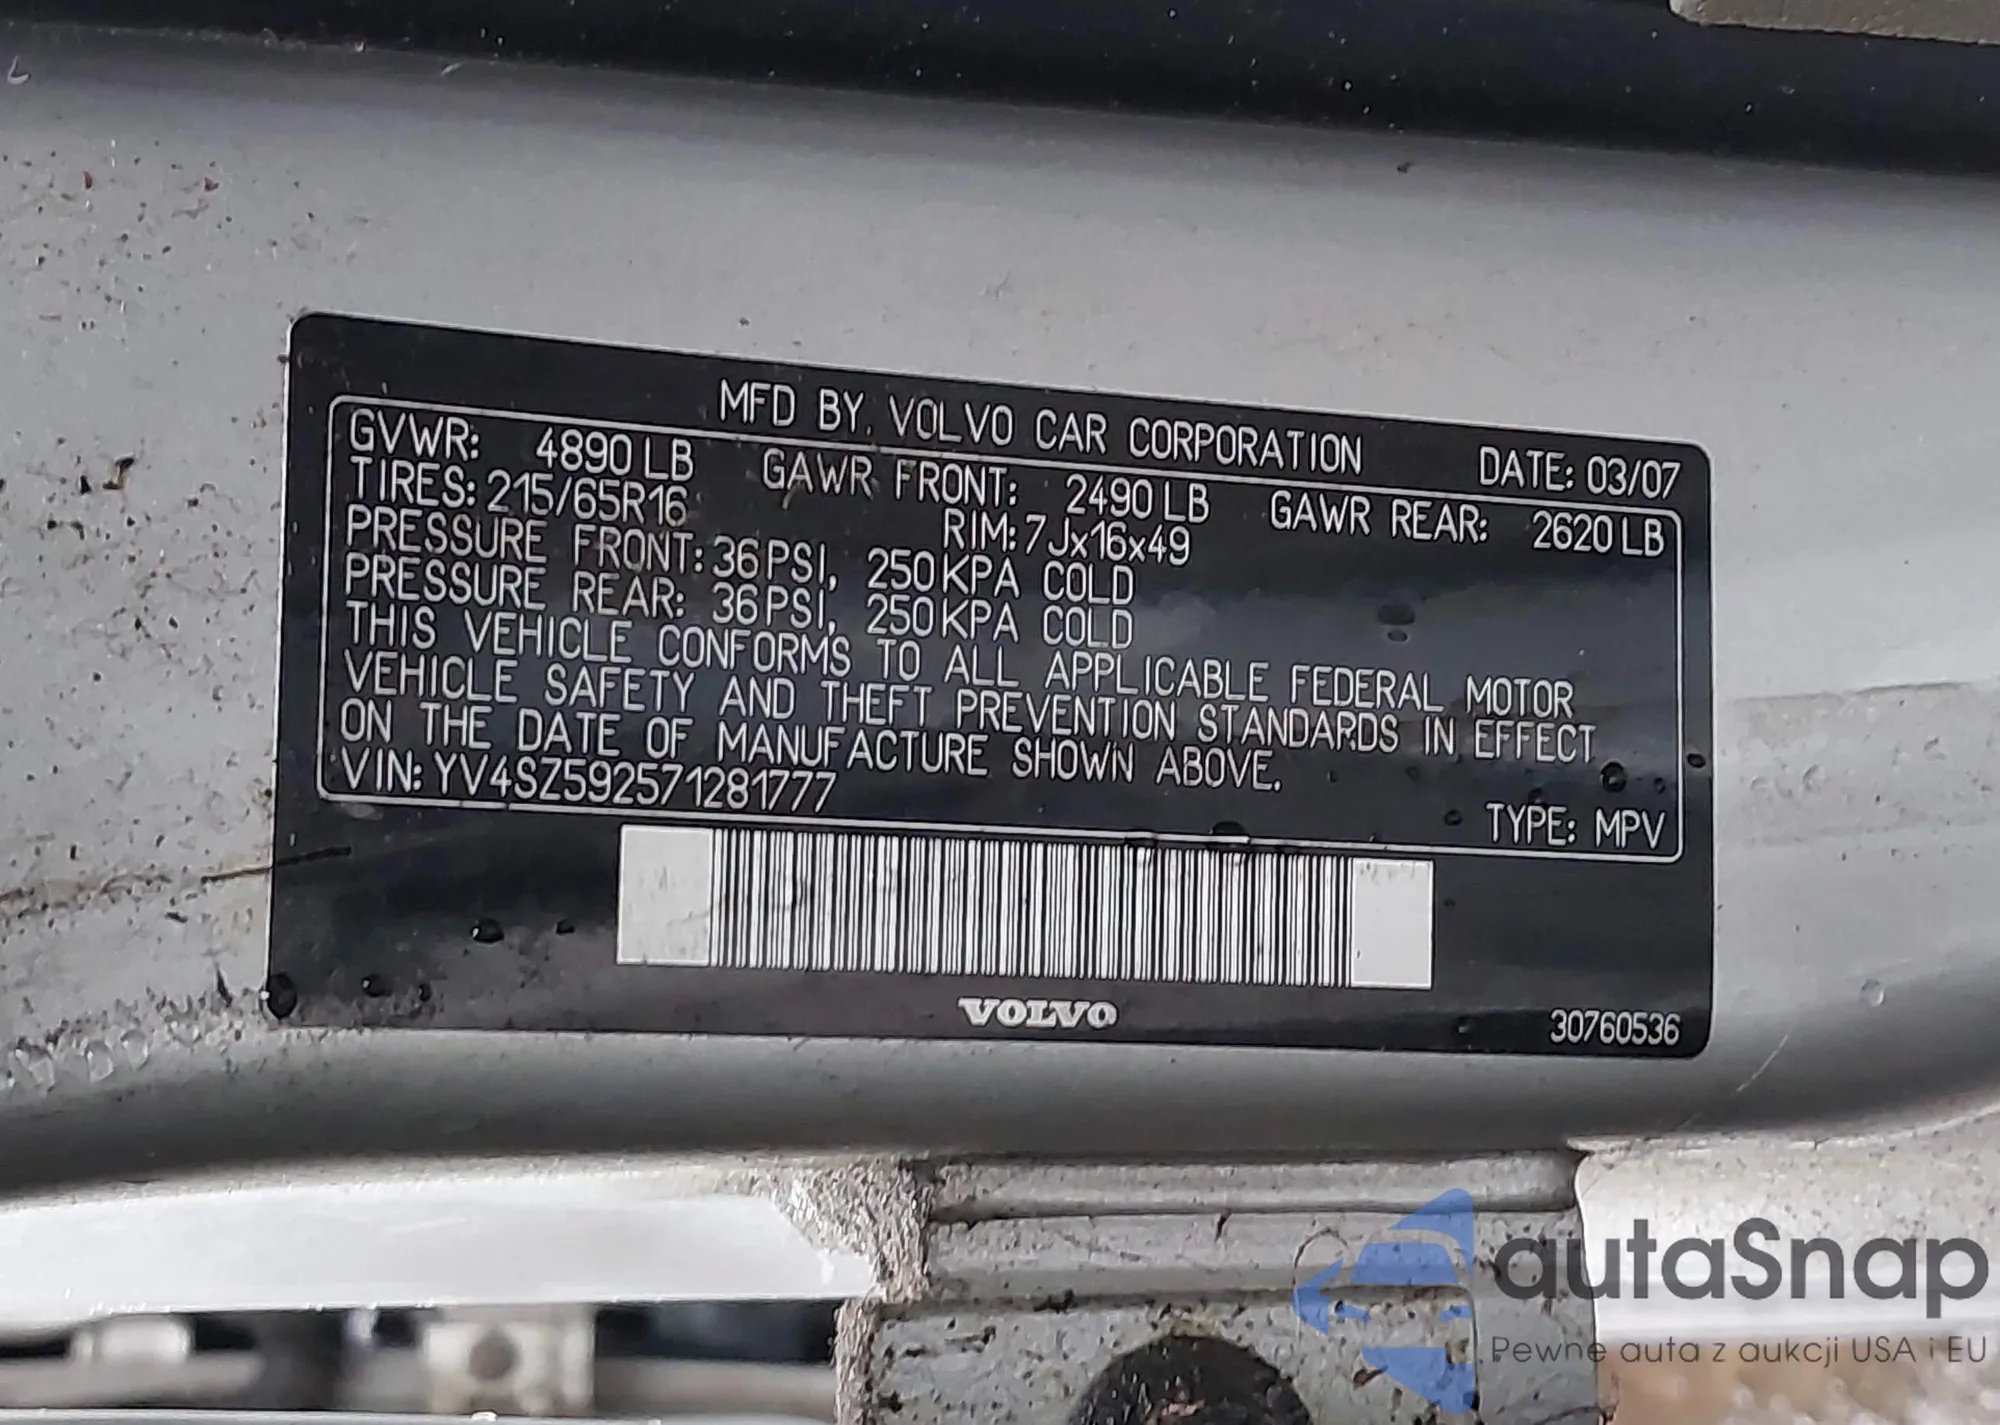 MFD BY. VOLVO CAR CORPORATION DATE: 03/07
GVWR: 4890 LB GAWR FRONT: 2490 LB GAWR REAR: 2620 LB
TIRES: 215/65R16 RIM: 7Jx16x49
PRESSURE FRONT: 36 PSI, 250 KPA COLD
PRESSURE REAR: 36 PSI, 250 KPA COLD
THIS VEHICLE CONFORMS TO ALL APPLICABLE FEDERAL MOTOR
VEHICLE SAFETY AND THEFT PREVENTION STANDARDS IN EFFECT
ON THE DATE OF MANUFACTURE SHOWN ABOVE.
VIN: YV4SZ592571281777 TYPE: MPV
VOLVO
30760536
autaSnap
Pewne auta z aukcji USA i EU